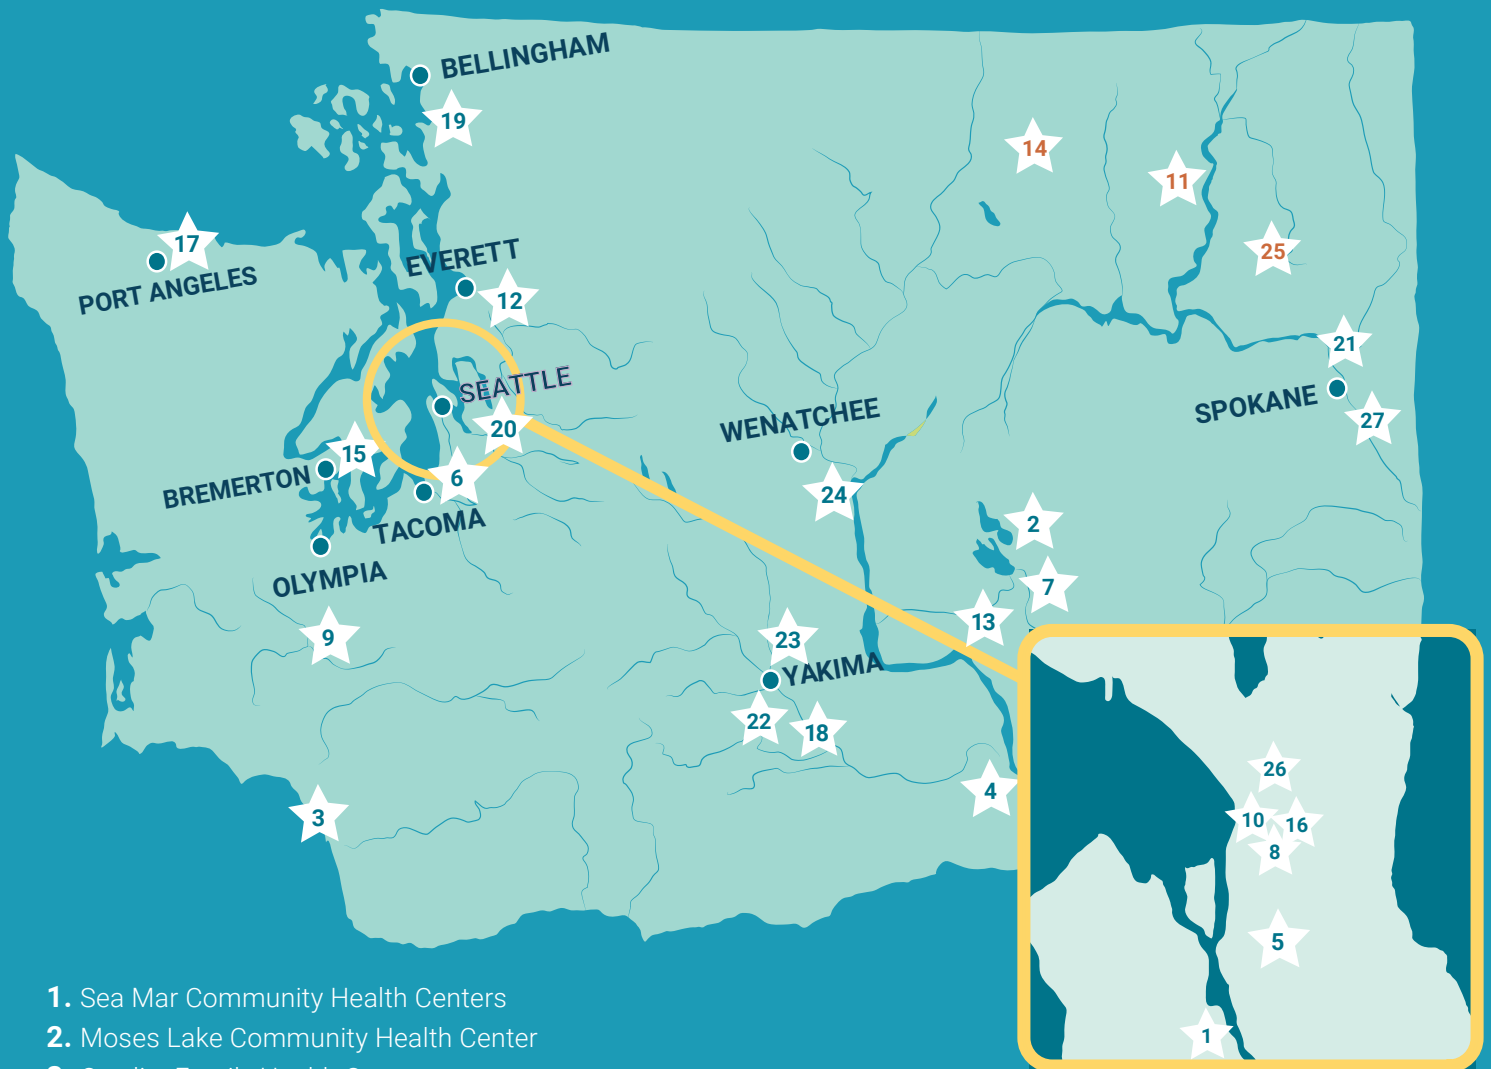 BELLINGHAM
19
14
11
17
PORT ANGELES
EVERETT
12
25
21
SEATTLE
SPOKANE
27
WENATCHEE
20
15
BREMERTON
6
24
TACOMA
2
OLYMPIA
7
13
9
23
YAKIMA
22
18
4
3
26
10
16
8
5
1
1. Sea Mar Community Health Centers
2. Moses Lake Community Health Center